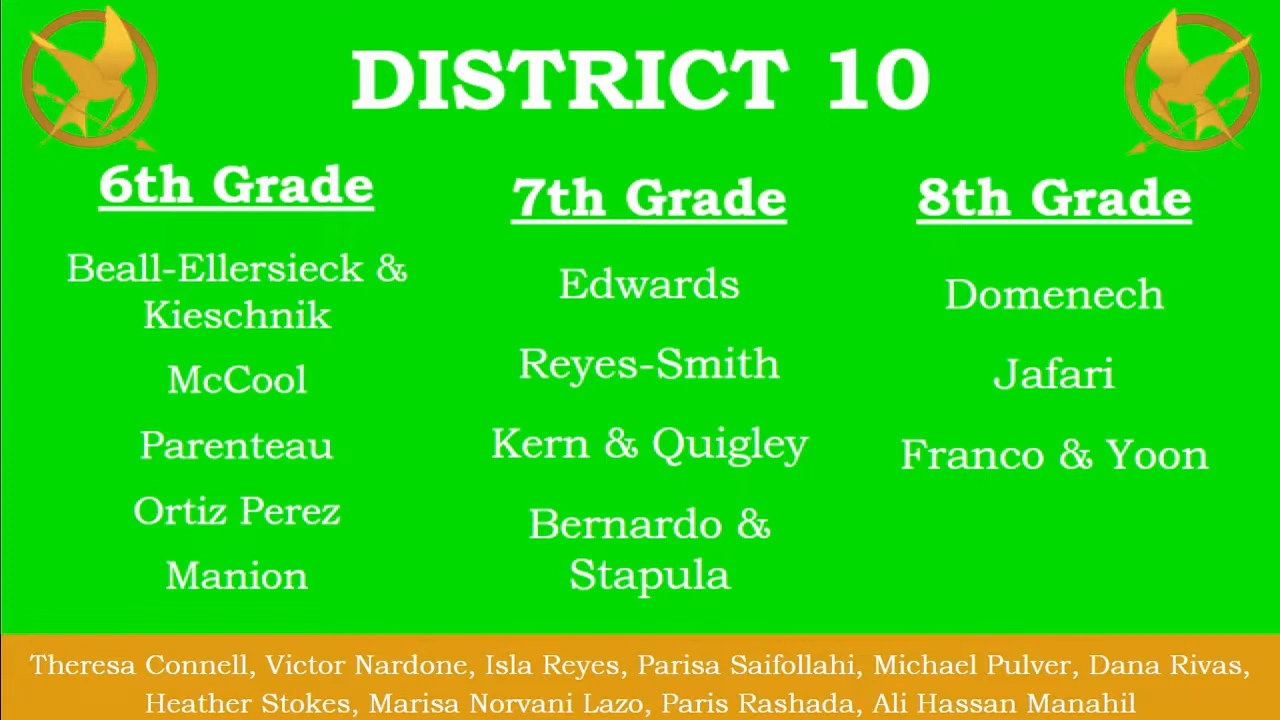 DISTRICT 10
6th Grade
Beall-Ellersieck &
Kieschnik
McCool
Parenteau
Ortiz Perez
Manion
7th Grade
Edwards
Reyes-Smith
Kern & Quigley
Bernardo &
Stapula
8th Grade
Domenech
Jafari
Franco & Yoon
Theresa Connell, Victor Nardone, Isla Reyes, Parisa Saifollahi, Michael Pulver, Dana Rivas,
Heather Stokes, Marisa Norvani Lazo, Paris Rashada, Ali Hassan Manahil